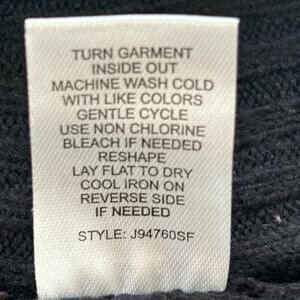 TURN GARMENT
INSIDE OUT
MACHINE WASH COLD
WITH LIKE COLORS
GENTLE CYCLE
USE NON CHLORINE
BLEACH IF NEEDED
RESHAPE
LAY FLAT TO DRY
COOL IRON ON
REVERSE SIDE
IF NEEDED
STYLE: J94760SF